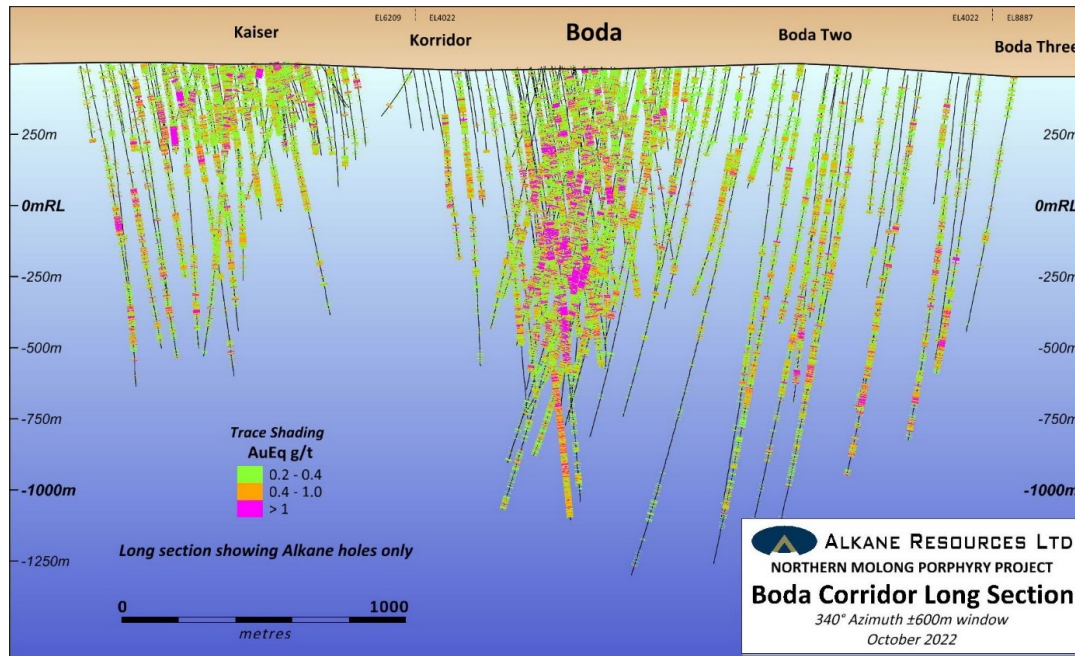 EL6209 EL4022
EL4022 EL8887
Kaiser
Korridor
Boda
Boda Two
Boda Three
250m
250m
0mRL
0mRL
-250m
-250m
-500m
-500m
-750m
-750m
-1000m
-1000m
-1250m
Trace Shading
AuEq g/t
0.2 - 0.4
0.4 - 1.0
> 1
Long section showing Alkane holes only
0 1000
metres
ALKANE RESOURCES LTD
NORTHERN MOLONG PORPHYRY PROJECT
Boda Corridor Long Section
340° Azimuth ±600m window
October 2022